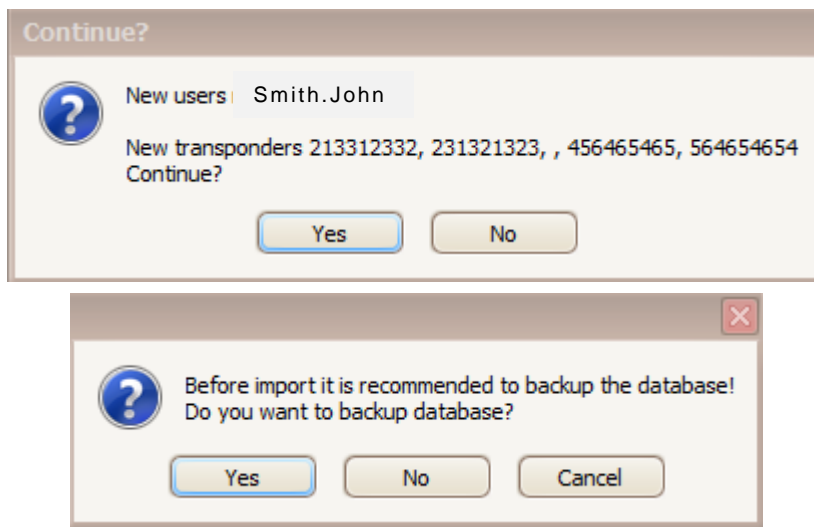 Continue?
New users Smith.John
New transponders 213312332, 231321323, , 456465465, 564654654
Continue?
Yes No
Before import it is recommended to backup the database!
Do you want to backup database?
Yes No Cancel